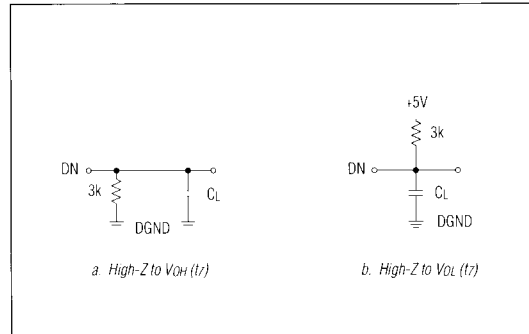 DN
3k
CL
DGND
a. High-Z to VOH (t7)
+5V
3k
DN
CL
DGND
b. High-Z to VOL (t7)